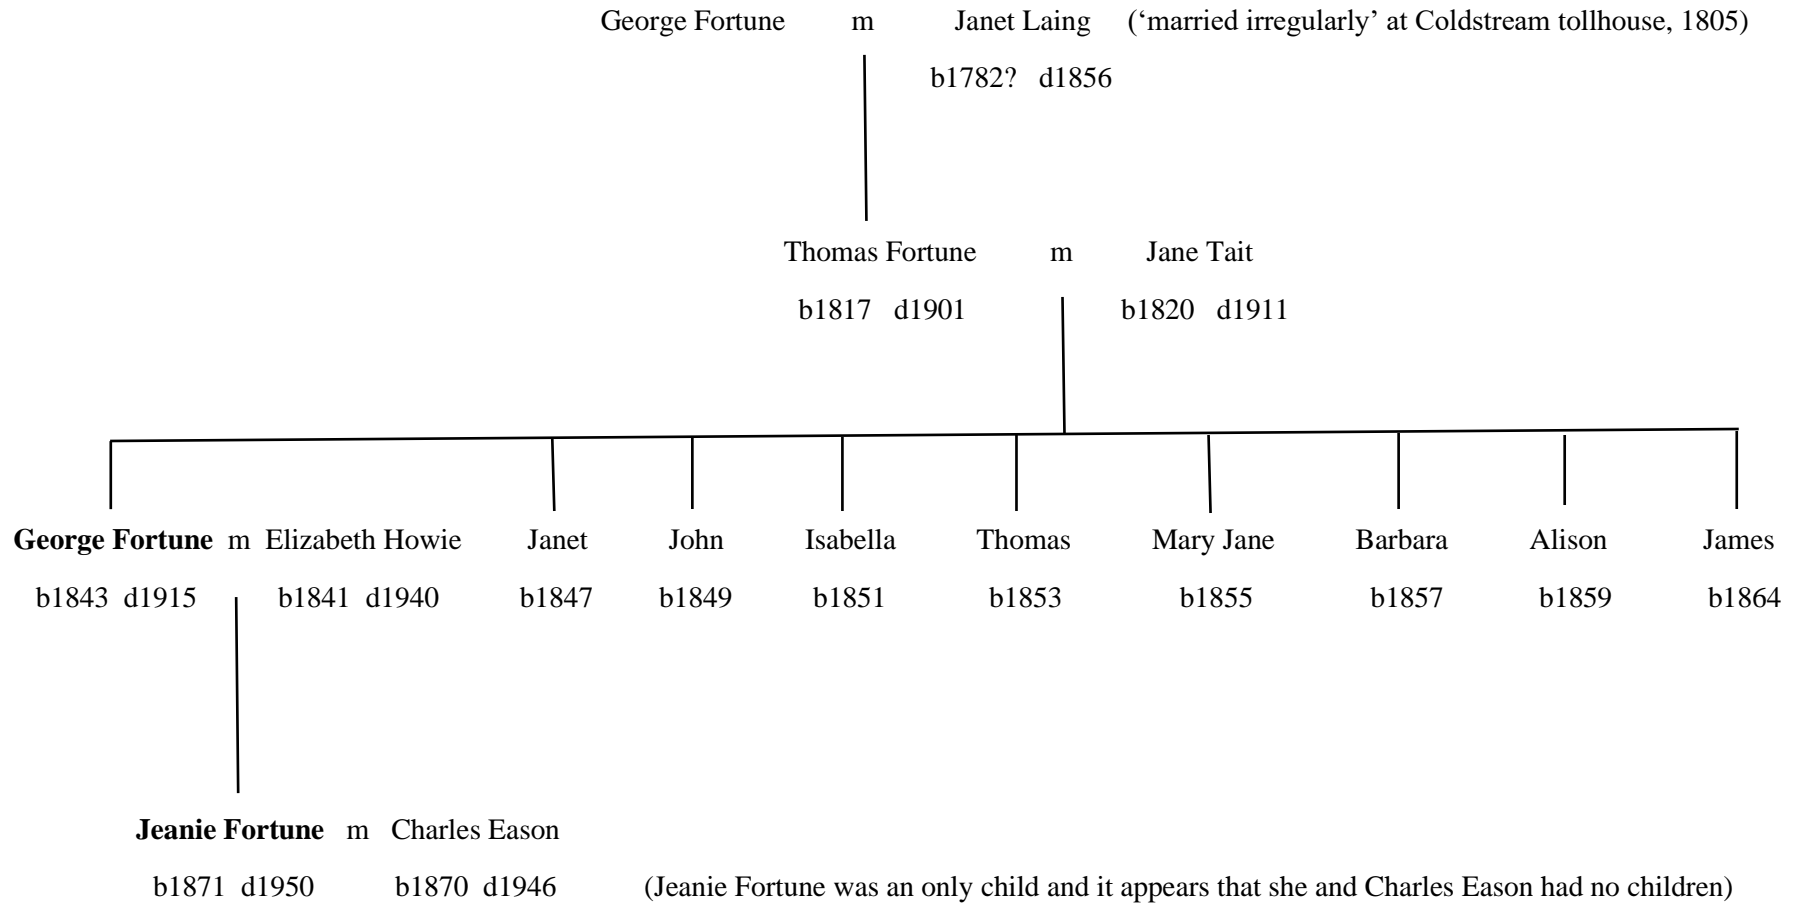 George Fortune m Janet Laing (‘married irregularly’ at Coldstream tollhouse, 1805)
b1782? d1856
Thomas Fortune m Jane Tait
b1817 d1901 b1820 d1911
George Fortune m Elizabeth Howie Janet John Isabella Thomas Mary Jane Barbara Alison James
b1843 d1915 b1841 d1940 b1847 b1849 b1851 b1853 b1855 b1857 b1859 b1864
Jeanie Fortune m Charles Eason
b1871 d1950 b1870 d1946 (Jeanie Fortune was an only child and it appears that she and Charles Eason had no children)